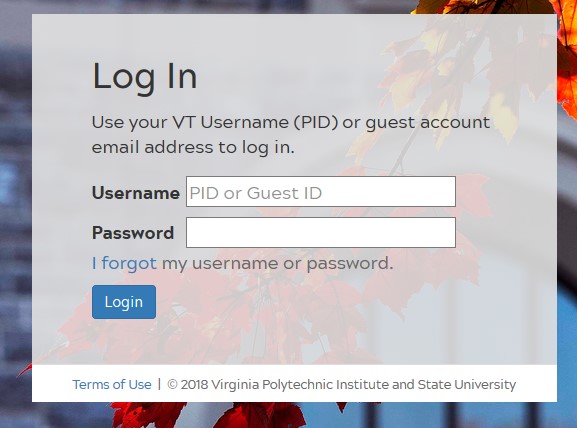 Log In
Use your VT Username (PID) or guest account
email address to log in.
Username PID or Guest ID
Password
I forgot my username or password.
Login
Terms of Use | © 2018 Virginia Polytechnic Institute and State University